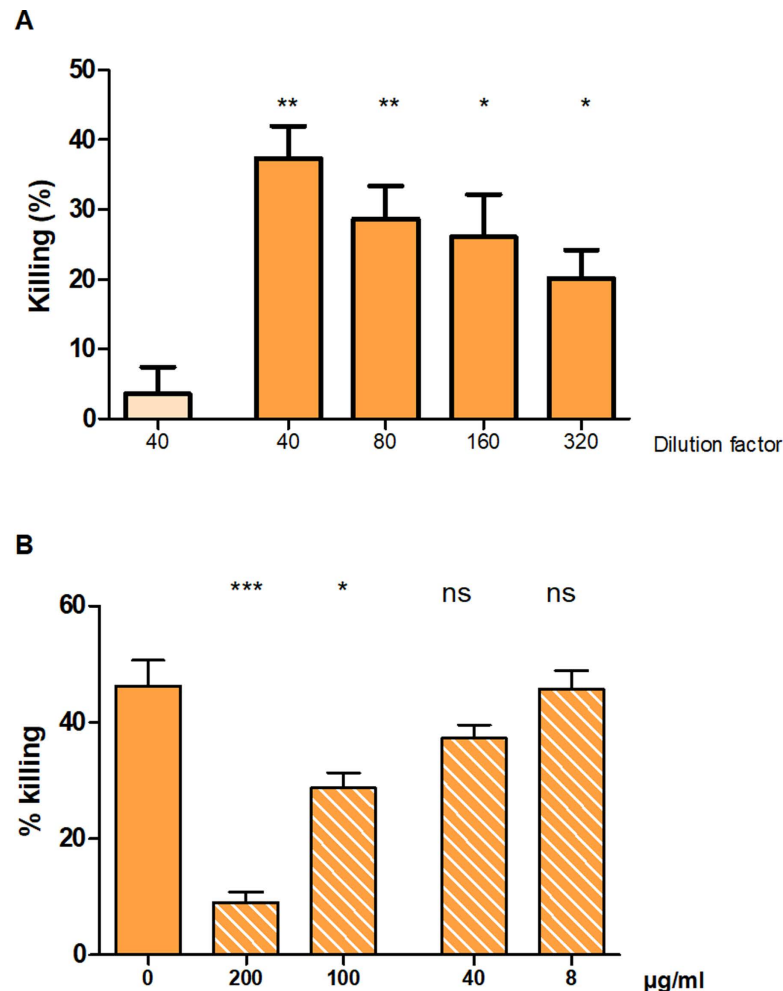 A
50
** ** * *
40
30
20
10
0
Killing (%)
40 40 80 160 320 Dilution factor
B
*** * ns ns
60
40
20
0
% killing
0 200 100 40 8 µg/ml